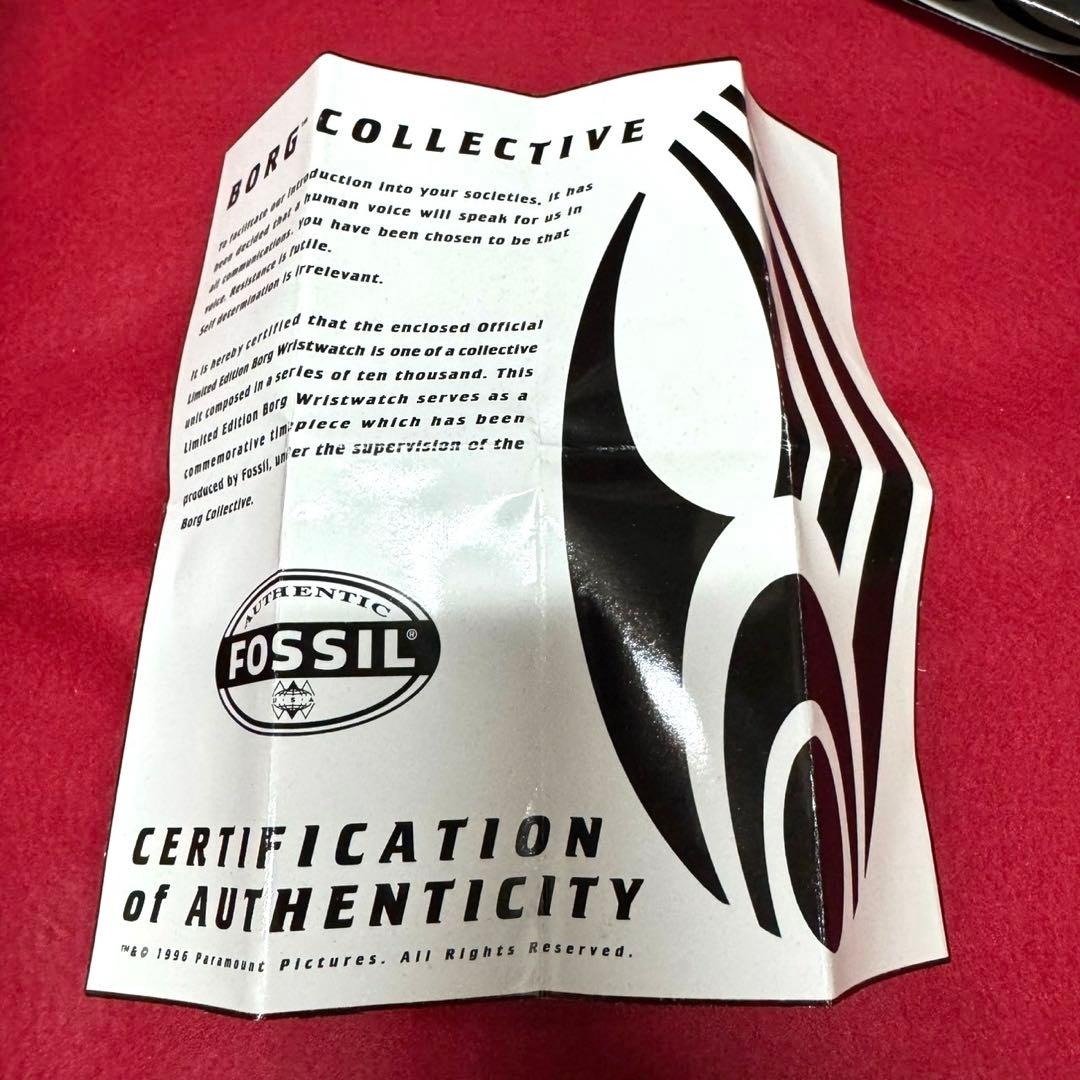 BORG™ COLLECTIVE
To facilitate our introduction into your societies, it has
been decided that a human voice will speak for us in
all communications. You have been chosen to be that
voice. Resistance is futile.
Self determination is irrelevant.
It is hereby certified that the enclosed Official
Limited Edition Borg Wristwatch is one of a collective
unit composed in a series of ten thousand. This
Limited Edition Borg Wristwatch serves as a
commemorative timepiece which has been
produced by Fossil, under the supervision of the
Borg Collective.
AUTHENTIC
FOSSIL®
USA
CERTIFICATION
of AUTHENTICITY
™&© 1996 Paramount Pictures. All Rights Reserved.